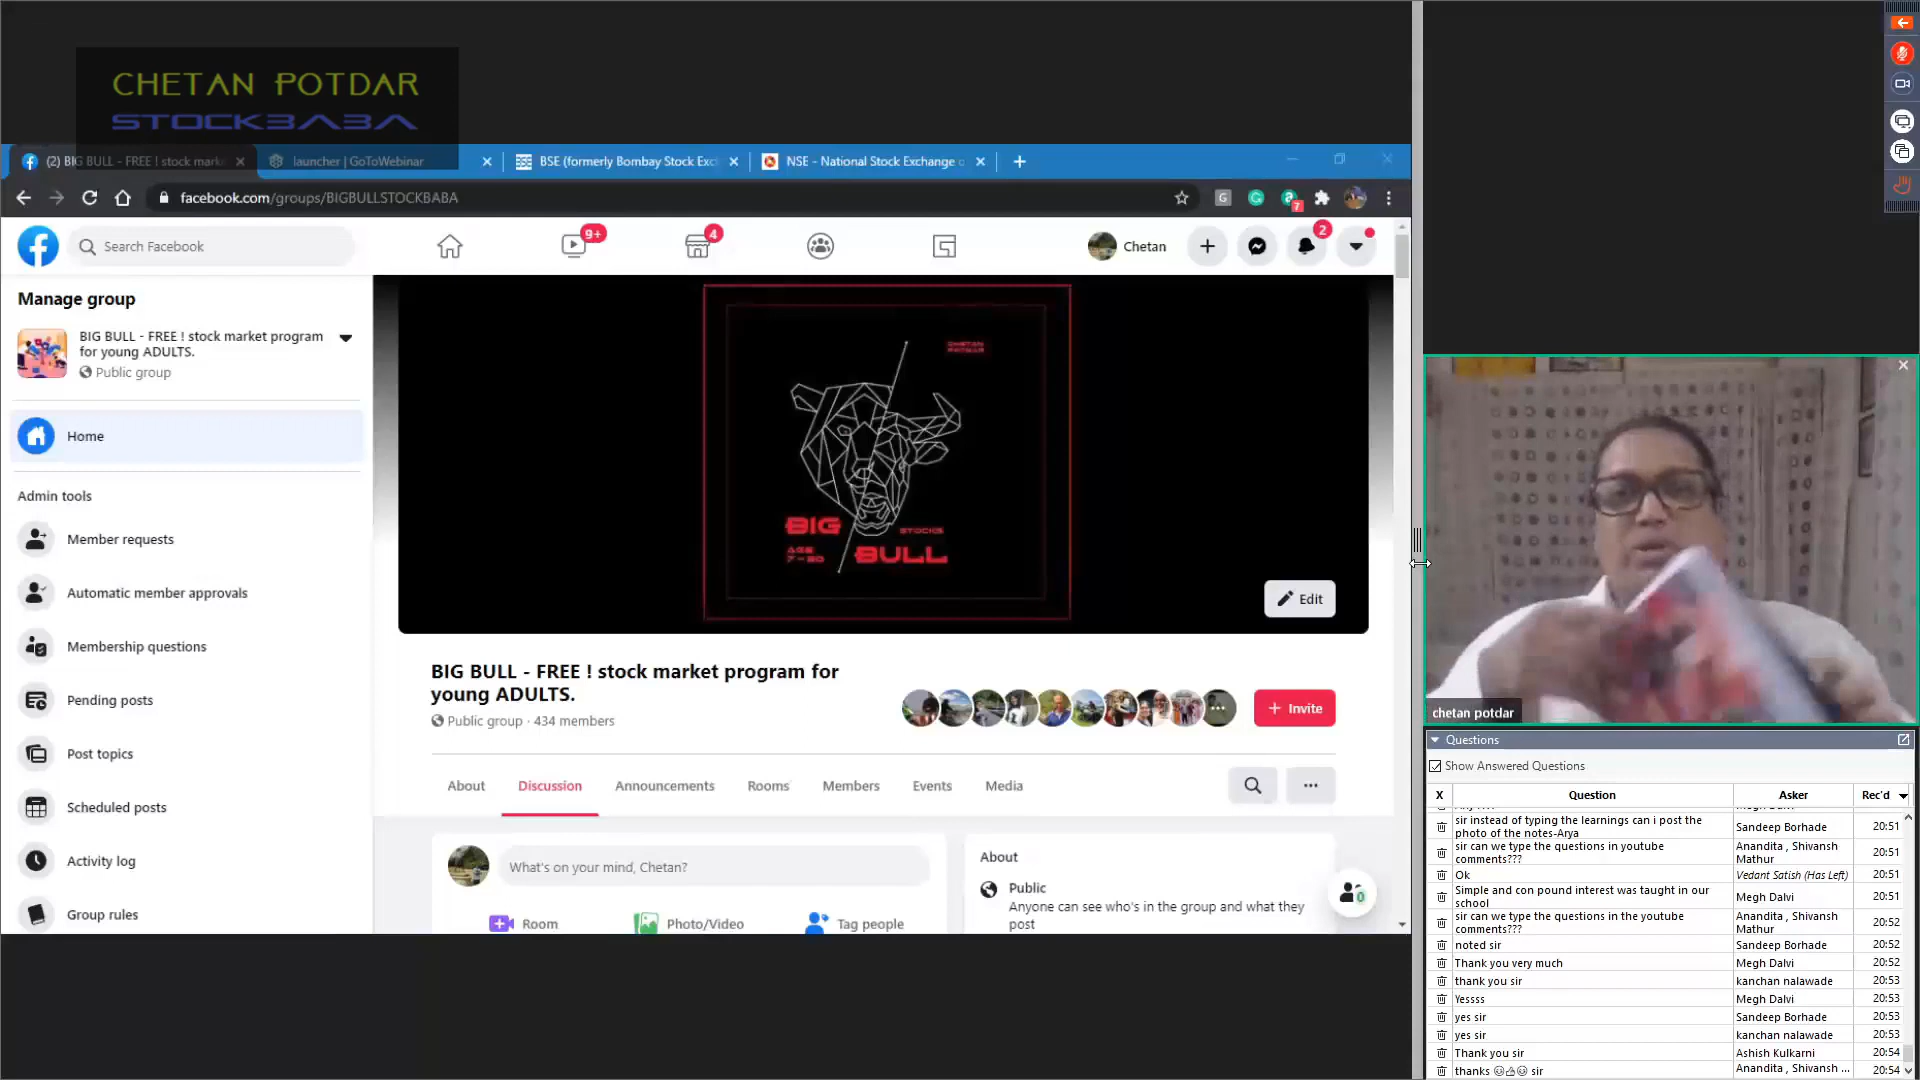 CHETAN POTDAR
STOCKBABA
(2) BIG BULL - FREE ! stock mark
launcher | GoToWebinar
BSE (formerly Bombay Stock Exc
NSE - National Stock Exchange o
facebook.com/groups/BIGBULLSTOCKBABA
G
7
Search Facebook
9+
4
Chetan
2
Manage group
BIG BULL - FREE ! stock market program
for young ADULTS.
Public group
Home
Admin tools
Member requests
Automatic member approvals
Membership questions
Pending posts
Post topics
Scheduled posts
Activity log
Group rules
CHETAN
POTDAR
BIG
STOCKS
AGE
7-20
BULL
Edit
BIG BULL - FREE ! stock market program for
young ADULTS.
Public group · 434 members
Invite
About
Discussion
Announcements
Rooms
Members
Events
Media
What's on your mind, Chetan?
Room
Photo/Video
Tag people
About
Public
Anyone can see who's in the group and what they
post
0
chetan potdar
Questions
Show Answered Questions
X Question Asker Rec'd
sir instead of typing the learnings can i post the
photo of the notes-Arya Sandeep Borhade 20:51
sir can we type the questions in youtube
comments??? Anandita , Shivansh Mathur 20:51
Ok Vedant Satish (Has Left) 20:51
Simple and con pound interest was taught in our
school Megh Dalvi 20:51
sir can we type the questions in the youtube
comments??? Anandita , Shivansh Mathur 20:52
noted sir Sandeep Borhade 20:52
Thank you very much Megh Dalvi 20:52
thank you sir kanchan nalawade 20:53
Yessss Megh Dalvi 20:53
yes sir Sandeep Borhade 20:53
yes sir kanchan nalawade 20:53
Thank you sir Ashish Kulkarni 20:54
thanks sir Anandita , Shivansh ... 20:54